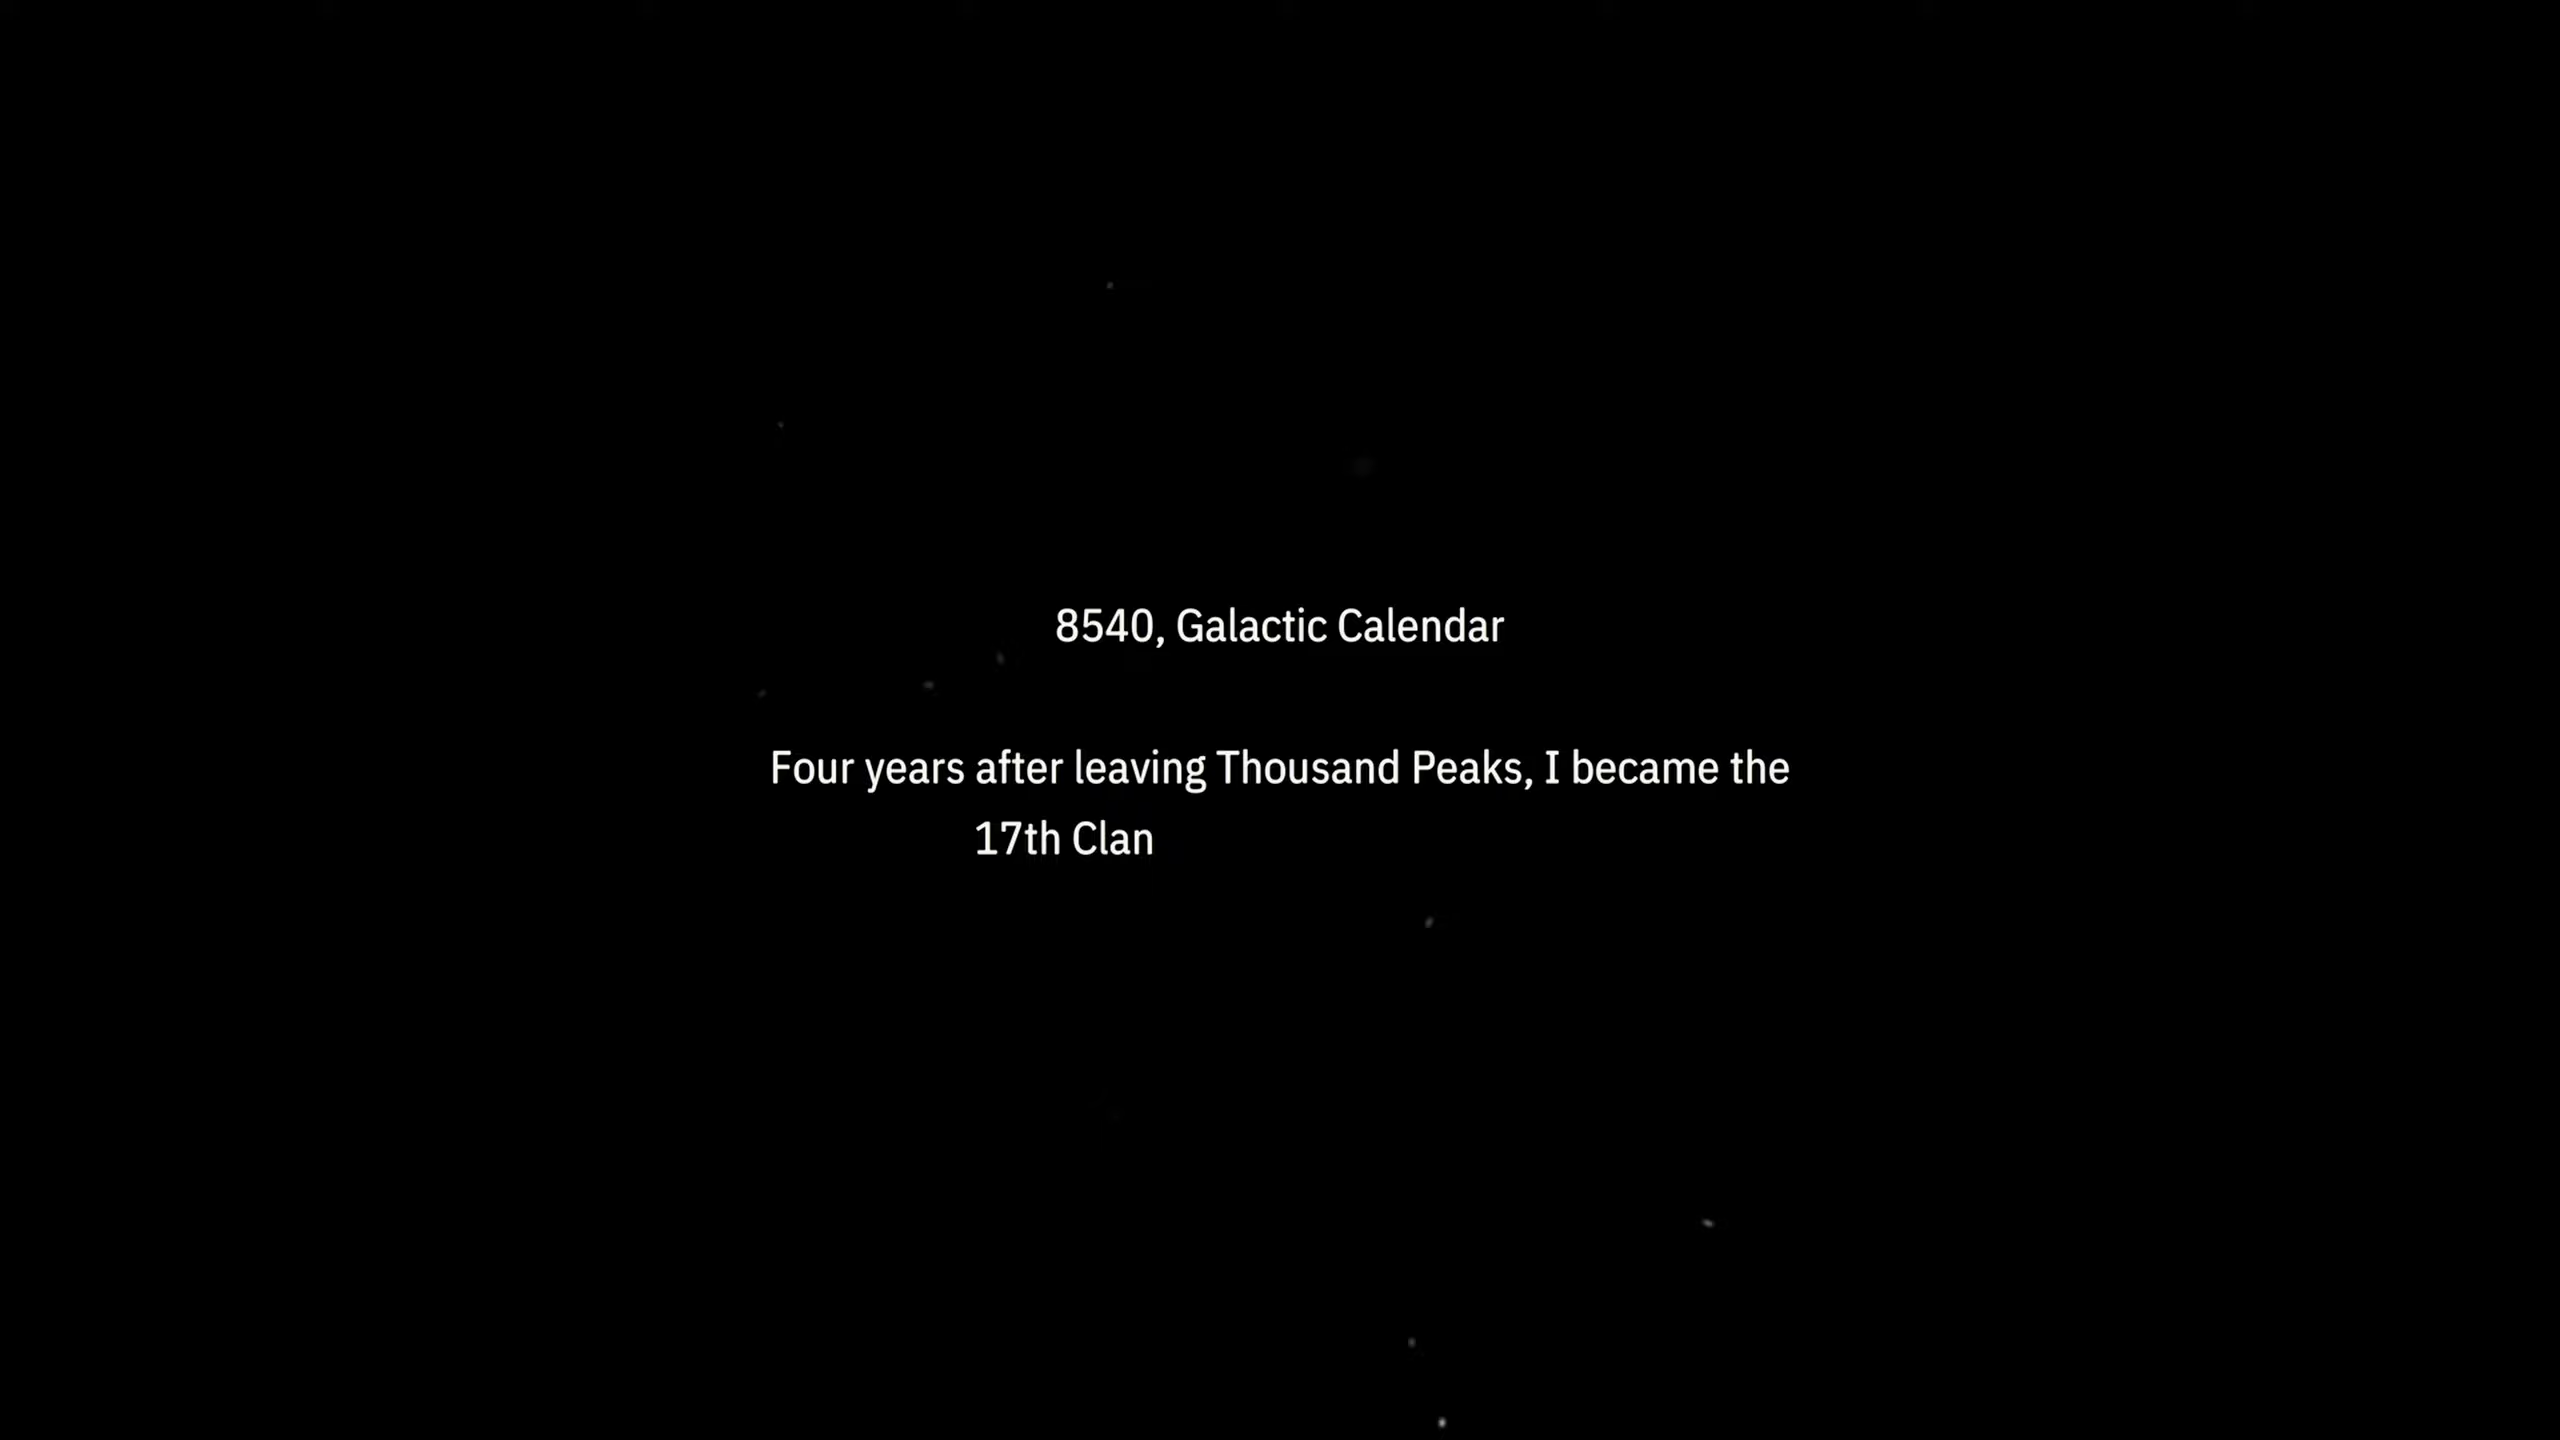 8540, Galactic Calendar
Four years after leaving Thousand Peaks, I became the
17th Clan